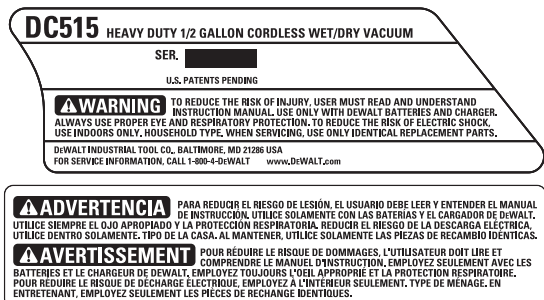 DC515 HEAVY DUTY 1/2 GALLON CORDLESS WET/DRY VACUUM
SER.
U.S. PATENTS PENDING
WARNING TO REDUCE THE RISK OF INJURY, USER MUST READ AND UNDERSTAND
INSTRUCTION MANUAL. USE ONLY WITH DEWALT BATTERIES AND CHARGER.
ALWAYS USE PROPER EYE AND RESPIRATORY PROTECTION. TO REDUCE THE RISK OF ELECTRIC SHOCK,
USE INDOORS ONLY. HOUSEHOLD TYPE. WHEN SERVICING, USE ONLY IDENTICAL REPLACEMENT PARTS.
DEWALT INDUSTRIAL TOOL CO., BALTIMORE, MD 21286 USA
FOR SERVICE INFORMATION, CALL 1-800-4-DEWALT www.DEWALT.com
ADVERTENCIA PARA REDUCIR EL RIESGO DE LESIÓN, EL USUARIO DEBE LEER Y ENTENDER EL MANUAL
DE INSTRUCCIÓN. UTILICE SOLAMENTE CON LAS BATERÍAS Y EL CARGADOR DE DEWALT.
UTILICE SIEMPRE EL OJO APROPIADO Y LA PROTECCIÓN RESPIRATORIA. REDUCIR EL RIESGO DE LA DESCARGA ELÉCTRICA,
UTILICE DENTRO SOLAMENTE. TIPO DE LA CASA. AL MANTENER, UTILICE SOLAMENTE LAS PIEZAS DE RECAMBIO IDÉNTICAS.
AVERTISSEMENT POUR RÉDUIRE LE RISQUE DE DOMMAGES, L'UTILISATEUR DOIT LIRE ET
COMPRENDRE LE MANUEL D'INSTRUCTION, EMPLOYEZ SEULEMENT AVEC LES
BATTERIES ET LE CHARGEUR DE DEWALT, EMPLOYEZ TOUJOURS L'OEIL APPROPRIÉ ET LA PROTECTION RESPIRATOIRE.
POUR RÉDUIRE LE RISQUE DE DÉCHARGE ÉLECTRIQUE, EMPLOYEZ À L'INTÉRIEUR SEULEMENT. TYPE DE MÉNAGE. EN
ENTRETENANT, EMPLOYEZ SEULEMENT LES PIÈCES DE RECHANGE IDENTIQUES.